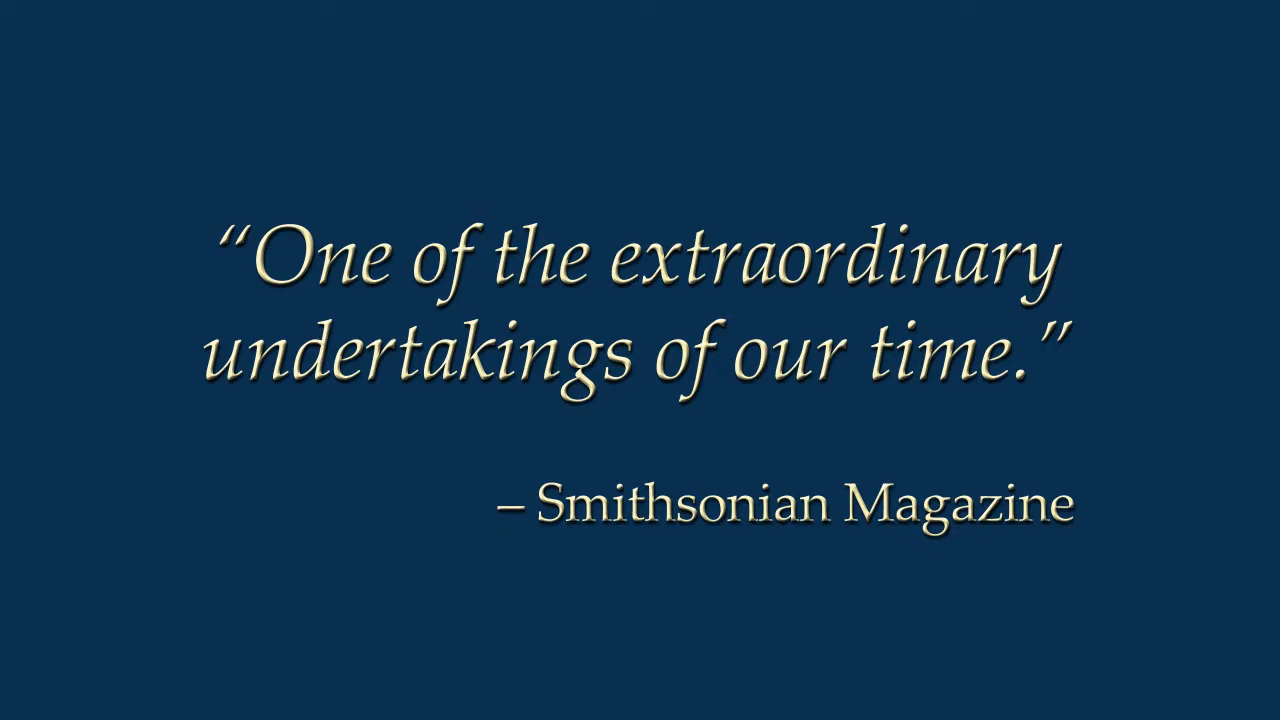 “One of the extraordinary
undertakings of our time.”
– Smithsonian Magazine